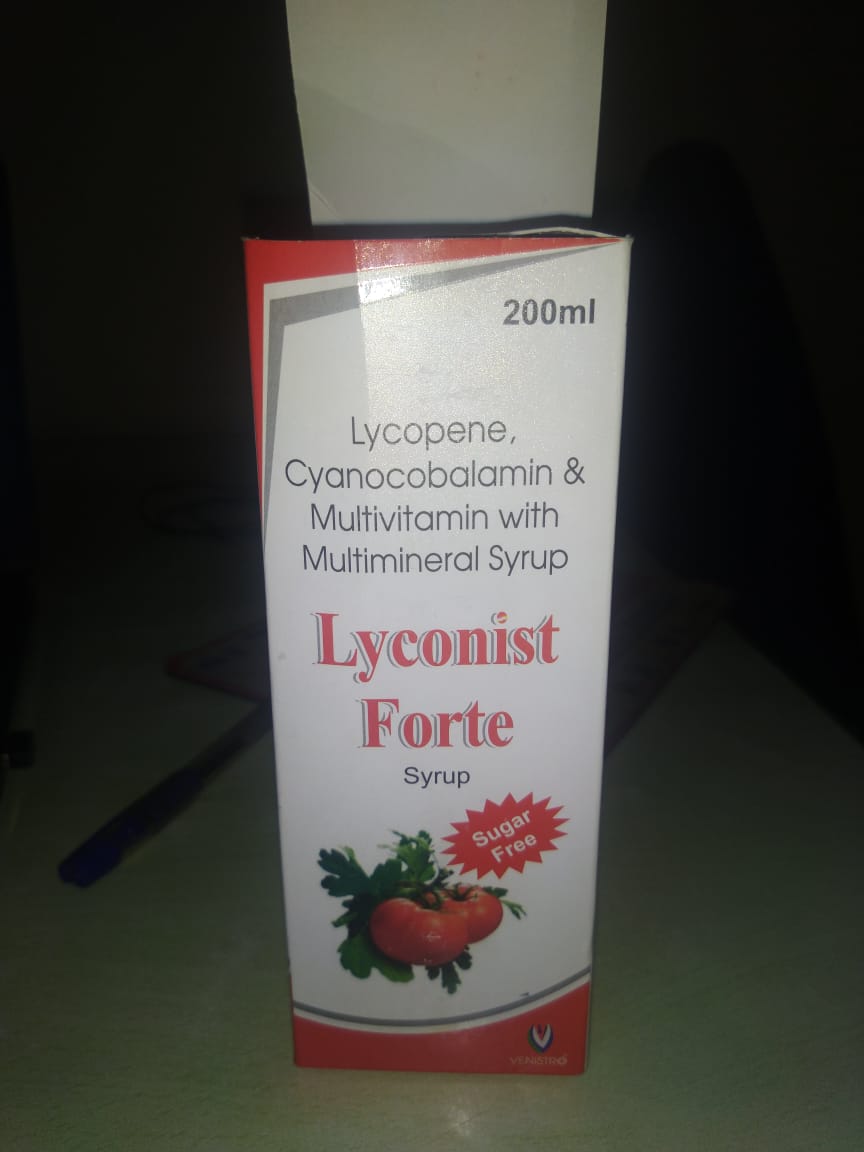 200ml
Lycopene,
Cyanocobalamin &
Multivitamin with
Multimineral Syrup
Lyconist
Forte
Syrup
Sugar
Free
VENISTRO